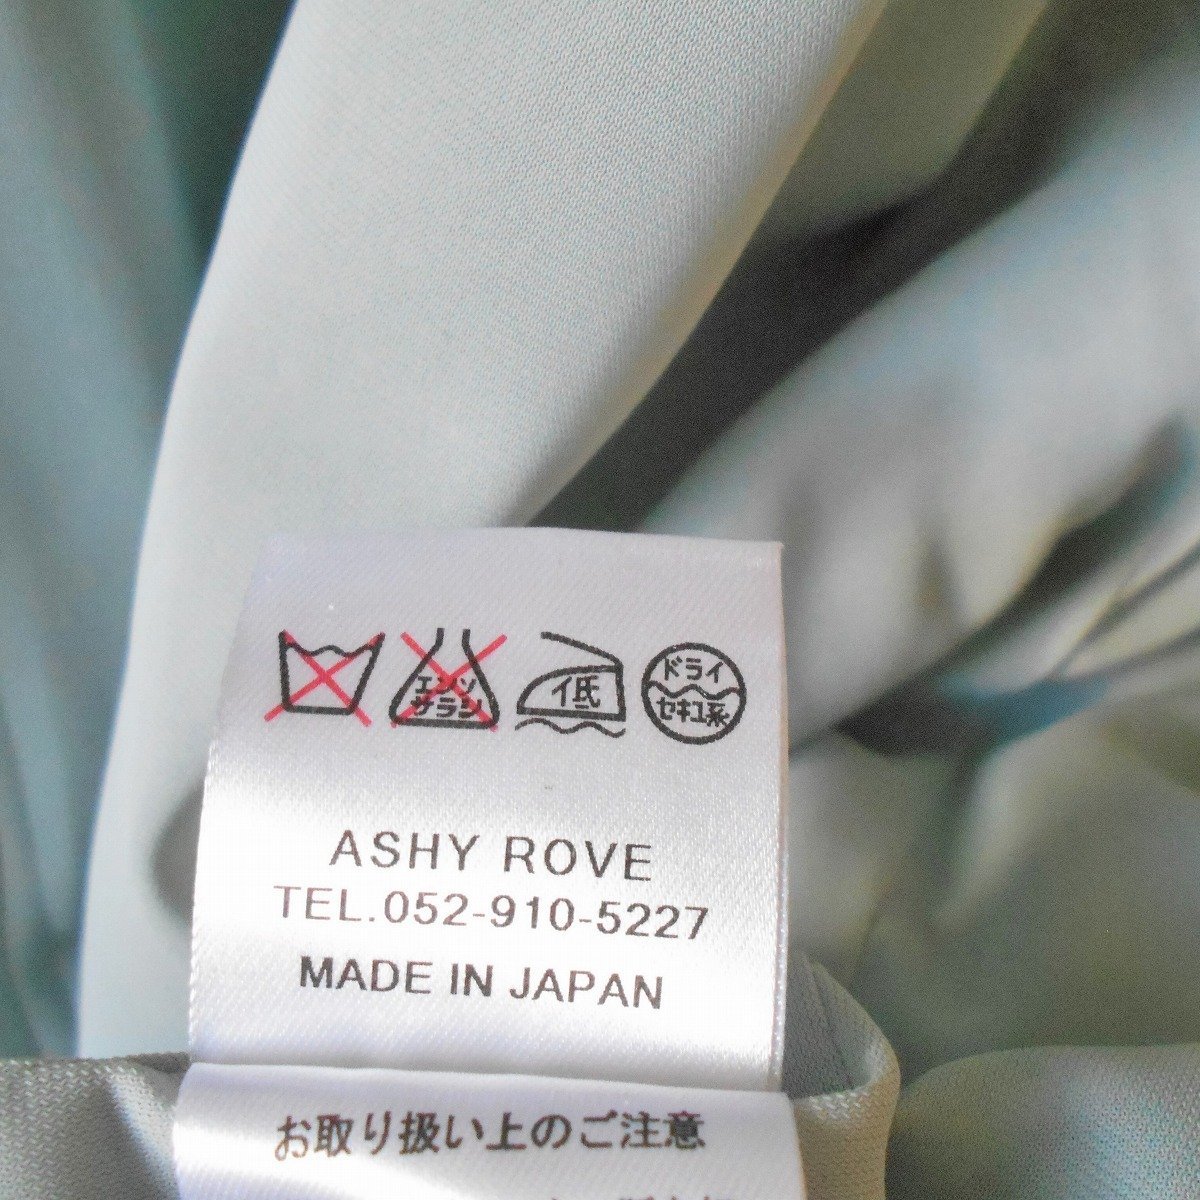 エンソ
サラシ
低
ドライ
セキユ系
ASHY ROVE
TEL.052-910-5227
MADE IN JAPAN
お取り扱い上のご注意